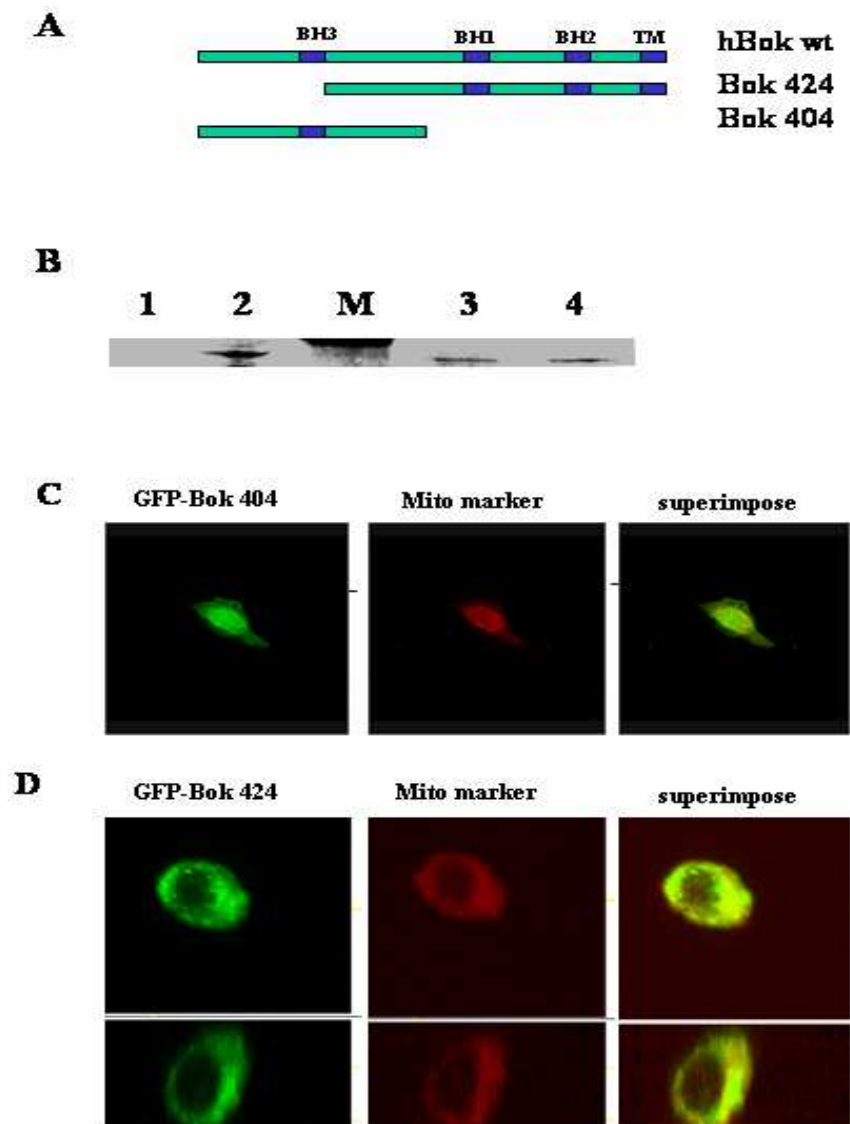 A
BH3 BH1 BH2 TM hBok wt
Bok 424
Bok 404
B
1 2 M 3 4
C
GFP-Bok 404 Mito marker superimpose
D
GFP-Bok 424 Mito marker superimpose